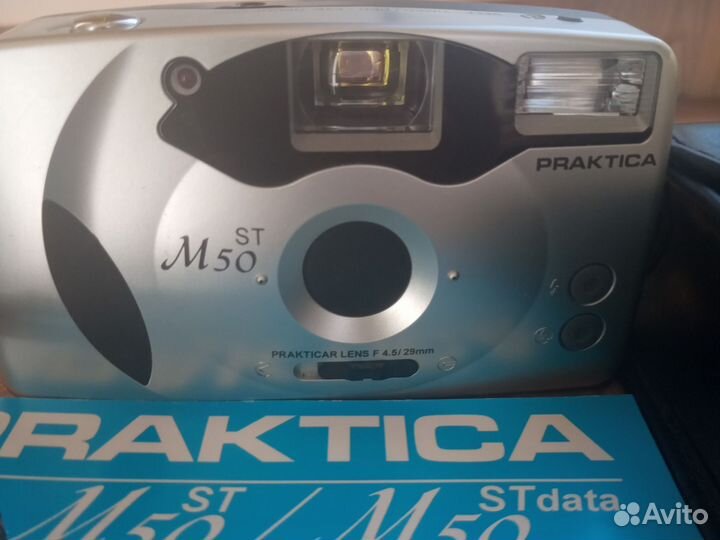 PRAKTICA
M50 ST
PRAKTICAR LENS F 4.5/29mm
PRAKTICA
M50 ST / M50 STdata
Avito